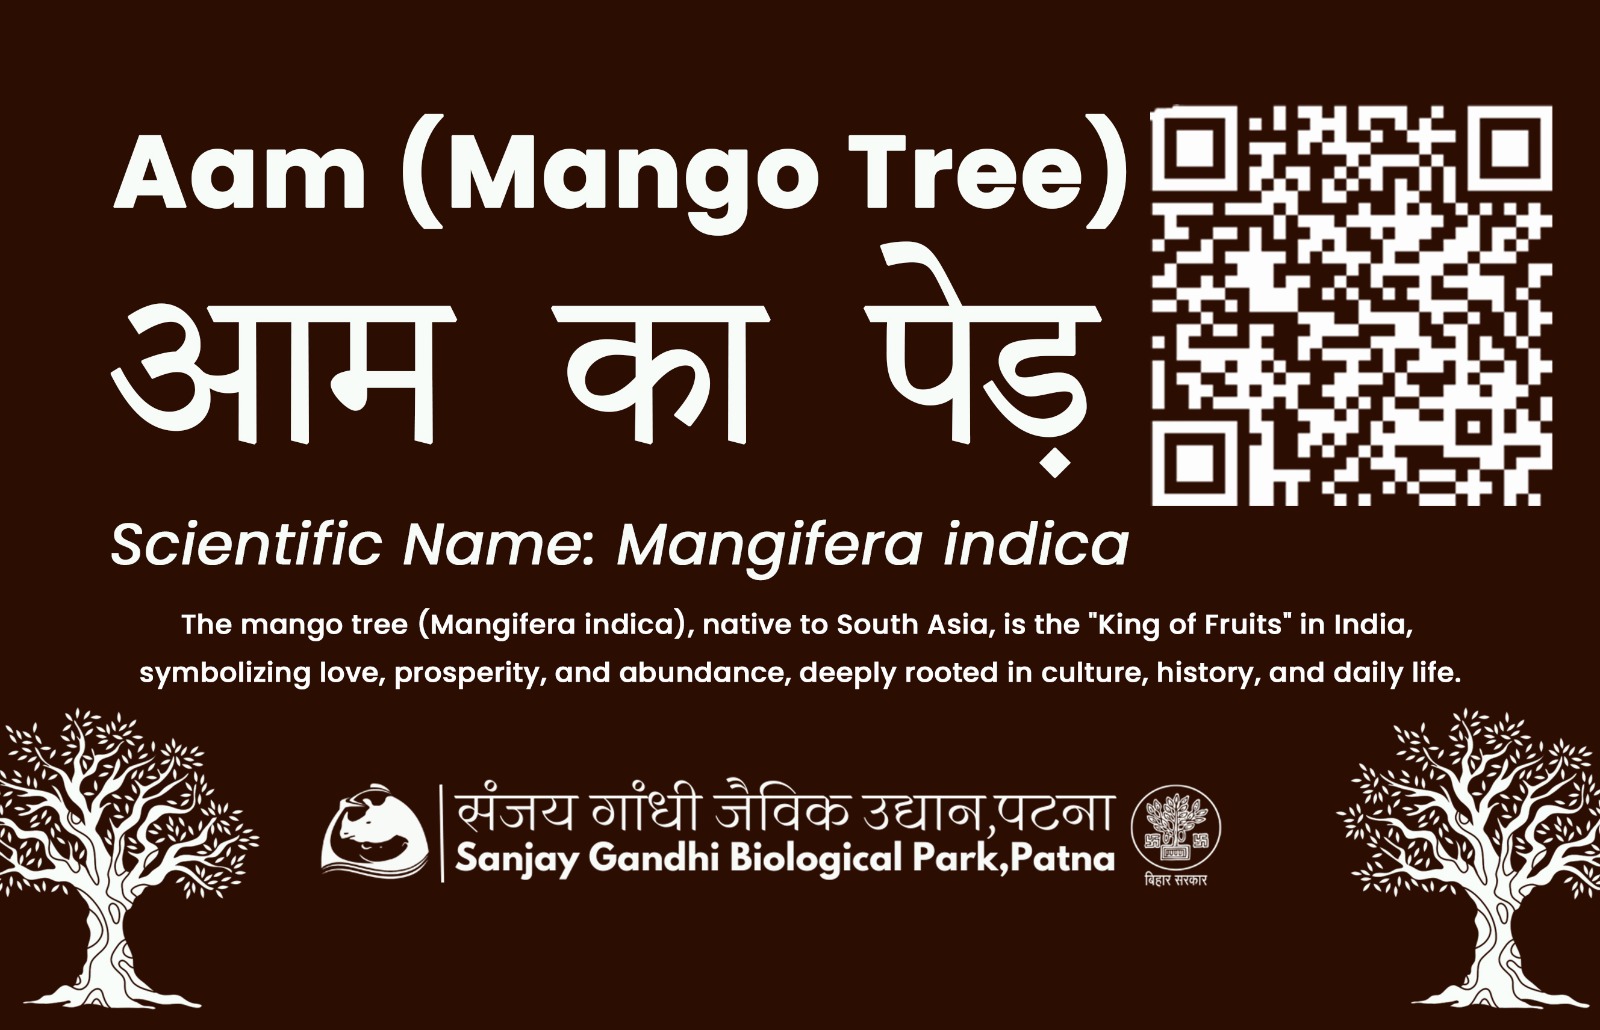 Aam (Mango Tree)
आम का पेड़
Scientific Name: Mangifera indica
The mango tree (Mangifera indica), native to South Asia, is the "King of Fruits" in India,
symbolizing love, prosperity, and abundance, deeply rooted in culture, history, and daily life.
संजय गांधी जैविक उद्यान,पटना
Sanjay Gandhi Biological Park,Patna
बिहार सरकार